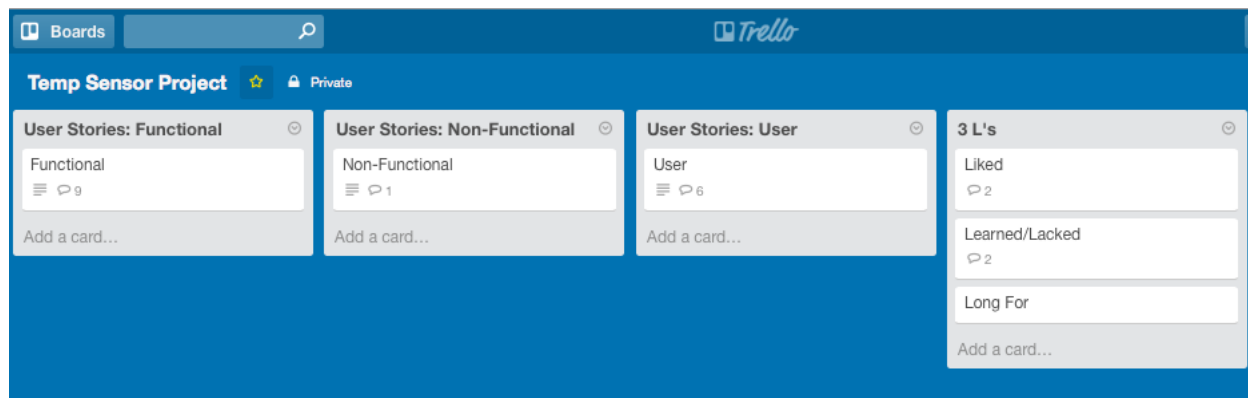 Boards
Trello
Temp Sensor Project
Private
User Stories: Functional
Functional
9
Add a card...
User Stories: Non-Functional
Non-Functional
1
Add a card...
User Stories: User
User
6
Add a card...
3 L's
Liked
2
Learned/Lacked
2
Long For
Add a card...